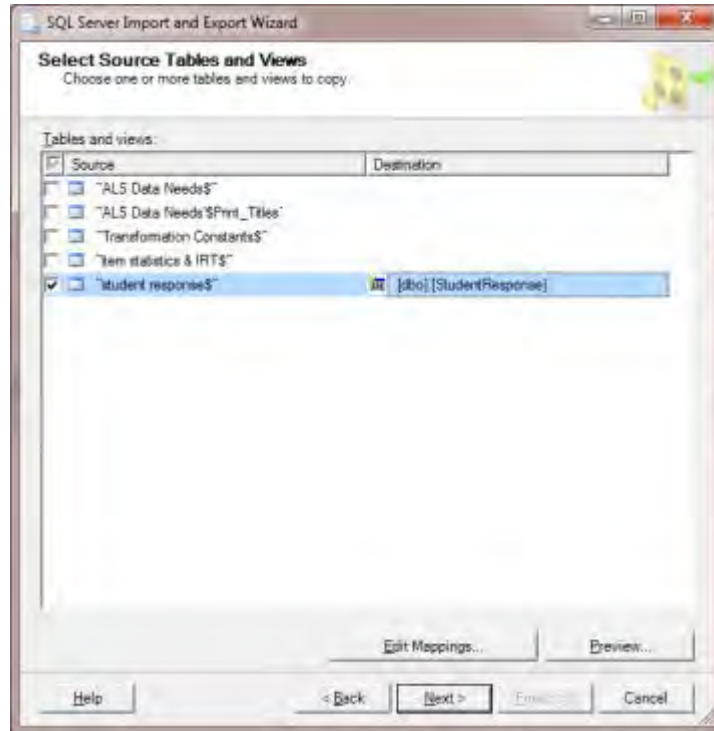 SQL Server Import and Export Wizard
Select Source Tables and Views
Choose one or more tables and views to copy.
Tables and views:
Source Destination
`'ALS Data Needs$'`
`'ALS Data Needs'$Print_Titles`
`'Transformation Constants$'`
`'item statistics & IRT$'`
`'student response$'` [dbo].[StudentResponse]
Edit Mappings... Preview...
Help < Back Next > Cancel